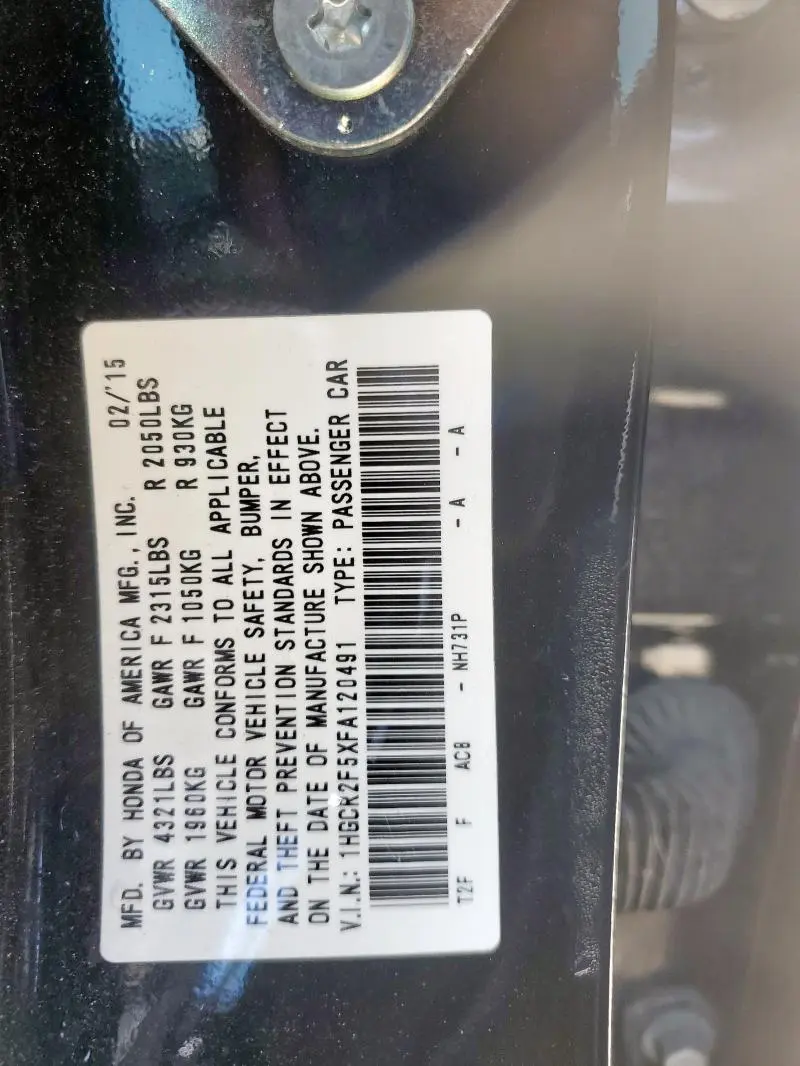 MFD. BY HONDA OF AMERICA MFG., INC. 02/'15
GVWR 4321LBS GAWR F 2315LBS R 2050LBS
GVWR 1960KG GAWR F 1050KG R 930KG
THIS VEHICLE CONFORMS TO ALL APPLICABLE
FEDERAL MOTOR VEHICLE SAFETY, BUMPER,
AND THEFT PREVENTION STANDARDS IN EFFECT
ON THE DATE OF MANUFACTURE SHOWN ABOVE.
V.I.N.: 1HGCR2F5XFA120491 TYPE: PASSENGER CAR
T2F F AC8 - NH731P - A - A